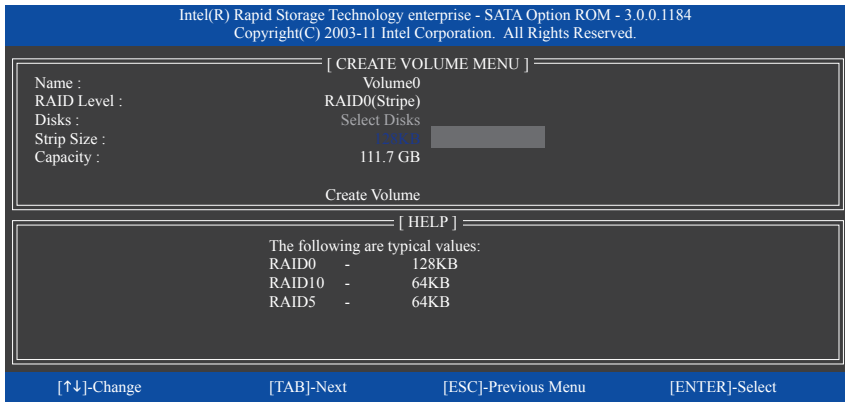 Intel(R) Rapid Storage Technology enterprise - SATA Option ROM - 3.0.0.1184
Copyright(C) 2003-11 Intel Corporation. All Rights Reserved.
[ CREATE VOLUME MENU ]
Name : Volume0
RAID Level : RAID0(Stripe)
Disks : Select Disks
Strip Size : 128KB
Capacity : 111.7 GB
Create Volume
[ HELP ]
The following are typical values:
RAID0 - 128KB
RAID10 - 64KB
RAID5 - 64KB
[↑↓]-Change [TAB]-Next [ESC]-Previous Menu [ENTER]-Select